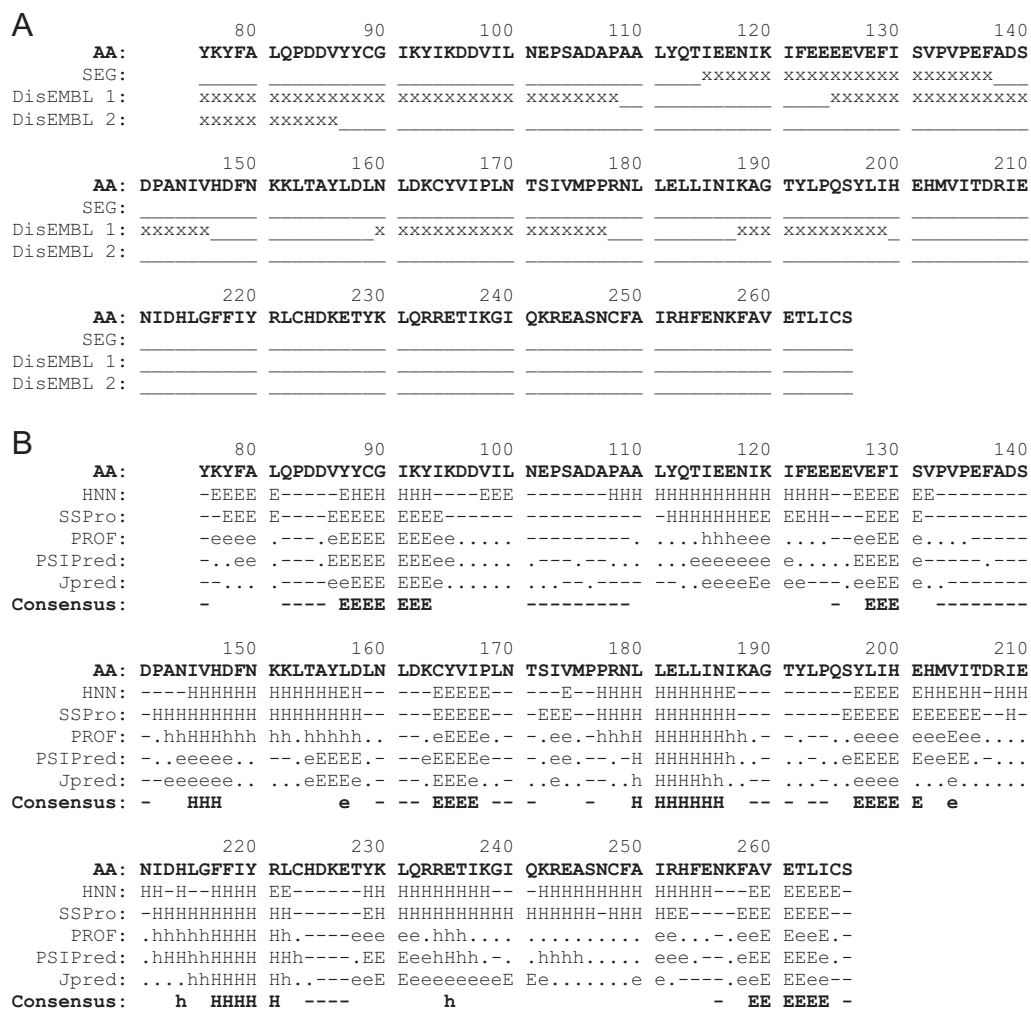 A
80 90 100 110 120 130 140
AA: YKYFA LQPDDVYYCG IKYIKDDVIL NEPSADAPAA LYQTIEENIK IFEEEEVEFI SVPVPEFADS
SEG: _____ __________ __________ __________ ____xxxxxx xxxxxxxxxx xxxxxxx___
DisEMBL 1: xxxxx xxxxxxxxxx xxxxxxxxxx xxxxxxxx__ __________ ____xxxxxx xxxxxxxxxx
DisEMBL 2: xxxxx xxxxxx____ __________ __________ __________ __________ __________
150 160 170 180 190 200 210
AA: DPANIVHDFN KKLTAYLDLN LDKCYVIPLN TSIVMPPRNL LELLINIKAG TYLPQSYLIH EHMVITDRIE
SEG: __________ __________ __________ __________ __________ __________ __________
DisEMBL 1: xxxxxx____ _________x xxxxxxxxxx xxxxxxxx__ _______xxx xxxxxxxxx_ __________
DisEMBL 2: __________ __________ __________ __________ __________ __________ __________
220 230 240 250 260
AA: NIDHLGFFIY RLCHDKETYK LQRRETIKGI QKREASNCFA IRHFENKFAV ETLICS
SEG: __________ __________ __________ __________ __________ ______
DisEMBL 1: __________ __________ __________ __________ __________ ______
DisEMBL 2: __________ __________ __________ __________ __________ ______
B
80 90 100 110 120 130 140
AA: YKYFA LQPDDVYYCG IKYIKDDVIL NEPSADAPAA LYQTIEENIK IFEEEEVEFI SVPVPEFADS
HNN: -EEEE E-----EHEH HHH----EEE -------HHH HHHHHHHHHH HHHH--EEEE EE--------
SSPro: --EEE E----EEEEE EEEE------ ---------- -HHHHHHHEE EEHH--EEE- E---------
PROF: -eeee .----eEEEE EEEee..... ---------. ....hhheee e.----eeEE e....-----
PSIPred: -..ee .----EEEEE EEEee..... ...--.---. ...eeeeeee e....-EEEE e..-------
Jpred: --... .----eeEEE EEEe...... ...--..--- ....eeeeEe ee---.eeEE e..-------
Consensus: - ---- EEEE EEE --------- - EEE --------
150 160 170 180 190 200 210
AA: DPANIVHDFN KKLTAYLDLN LDKCYVIPLN TSIVMPPRNL LELLINIKAG TYLPQSYLIH EHMVITDRIE
HNN: ----HHHHHH HHHHHHHEH-- ---EEEEE-- ---E--HHHH HHHHHHHE-- ------EEEE EHHEHH-HHH
SSPro: -HHHHHHHHH HHHHHHHH--- ---EEEEE-- -EEE--HHHH HHHHHHH--- -----EEEEE EEEEEE--H-
PROF: -.hhHHHhhh hh.hhhhh.. --.eEEEe.- -.ee.-hhhH HHHHHHhh.- --.--.eeee eeeEee....
PSIPred: -..eeeee.. ...eEEEE.- --.EEEEe.- -.ee..---H HHHHHHh..- --..eEEEEE EEeeEee...
Jpred: --eeeeee.. ...eEEEe.- --.eEEEe.- -.....---h HHHHHhh..- --....eeee ....e.....
Consensus: - HHH e - -- EEEE -- - - H HHHHHH -- - -- EEEE E e
220 230 240 250 260
AA: NIDHLGFFIY RLCHDKETYK LQRRETIKGI QKREASNCFA IRHFENKFAV ETLICS
HNN: HH-H--HHHH EE------HH HHHHHHHH-- -HHHHHHHHH HHHHH---EE EEEEE-
SSPro: -HHHHHHHHH HH------EH HHHHHHHHHH HHHHHH-HHH HEE----EEE EEEE--
PROF: .hhhhhHHHH Hh.----eee ee.hhh.... .......... ee...-.eeE EeeE.-
PSIPred: .hHHhhHHHH HHh----.EE EEeehHhh.- .hhhh..... eee..--.EE EEEE.-
Jpred: ....hhHHHH Hh..---eeE EeeeeeeeeE Ee.......e e....-.eeE EEee--
Consensus: h HHHH H ---- h - EE EEEE -